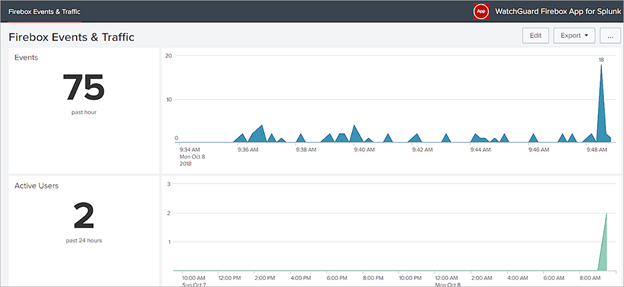 Firebox Events & Traffic
App
WatchGuard Firebox App for Splunk
Firebox Events & Traffic
Edit
Export
...
Events
75
past hour
20
10
0
18
9:34 AM 9:36 AM 9:38 AM 9:40 AM 9:42 AM 9:44 AM 9:46 AM 9:48 AM
Mon Oct 8
2018
Active Users
2
past 24 hours
3
2
1
10:00 AM 12:00 PM 2:00 PM 4:00 PM 6:00 PM 8:00 PM 10:00 PM 12:00 AM 2:00 AM 4:00 AM 6:00 AM 8:00 AM
Sun Oct 7 Mon Oct 8